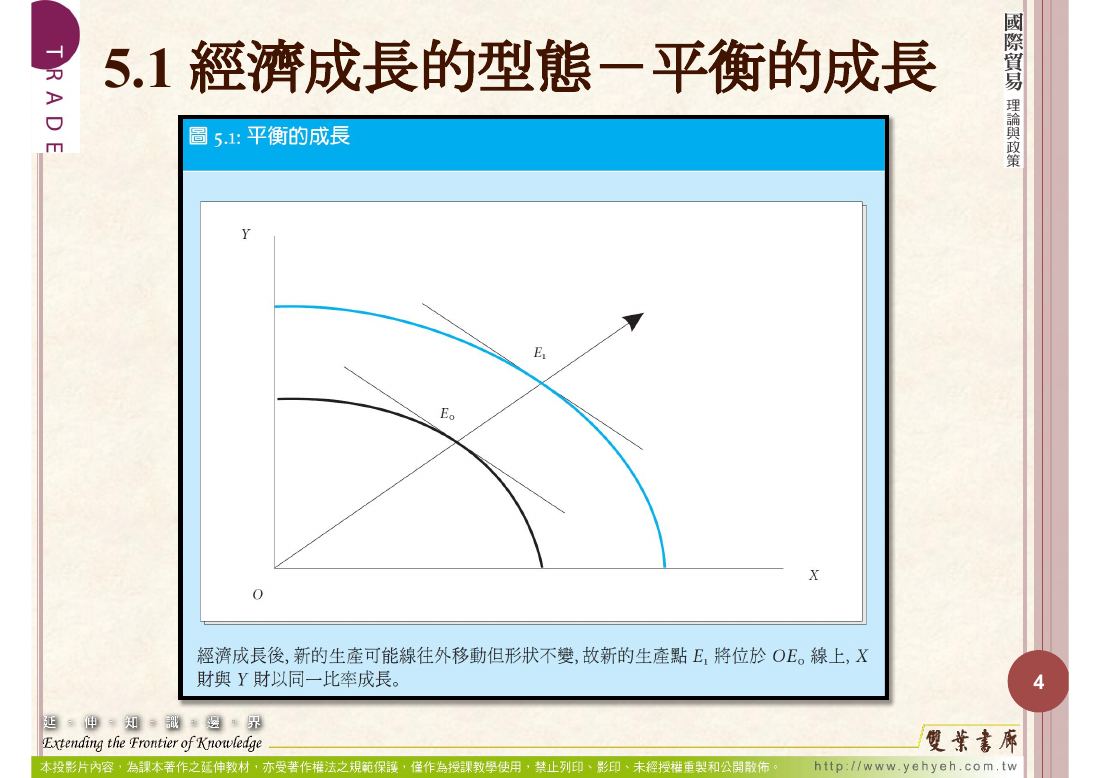 TRADE
5.1 經濟成長的型態－平衡的成長
國際貿易 理論與政策
圖 5.1: 平衡的成長
Y
E₁
E₀
X
O
經濟成長後, 新的生產可能線往外移動但形狀不變, 故新的生產點 E₁ 將位於 OE₀ 線上, X
財與 Y 財以同一比率成長。
4
延‧伸‧知‧識‧邊‧界
Extending the Frontier of Knowledge
雙葉書廊
本投影片內容，為課本著作之延伸教材，亦受著作權法之規範保護，僅作為授課教學使用，禁止列印、影印、未經授權重製和公開散佈。
http://www.yehyeh.com.tw